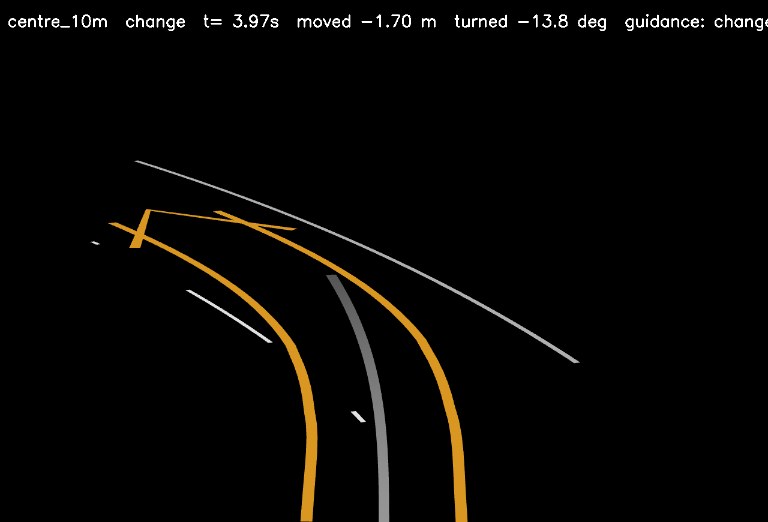 centre_10m change t= 3.97s moved −1.70 m turned −13.8 deg guidance: change